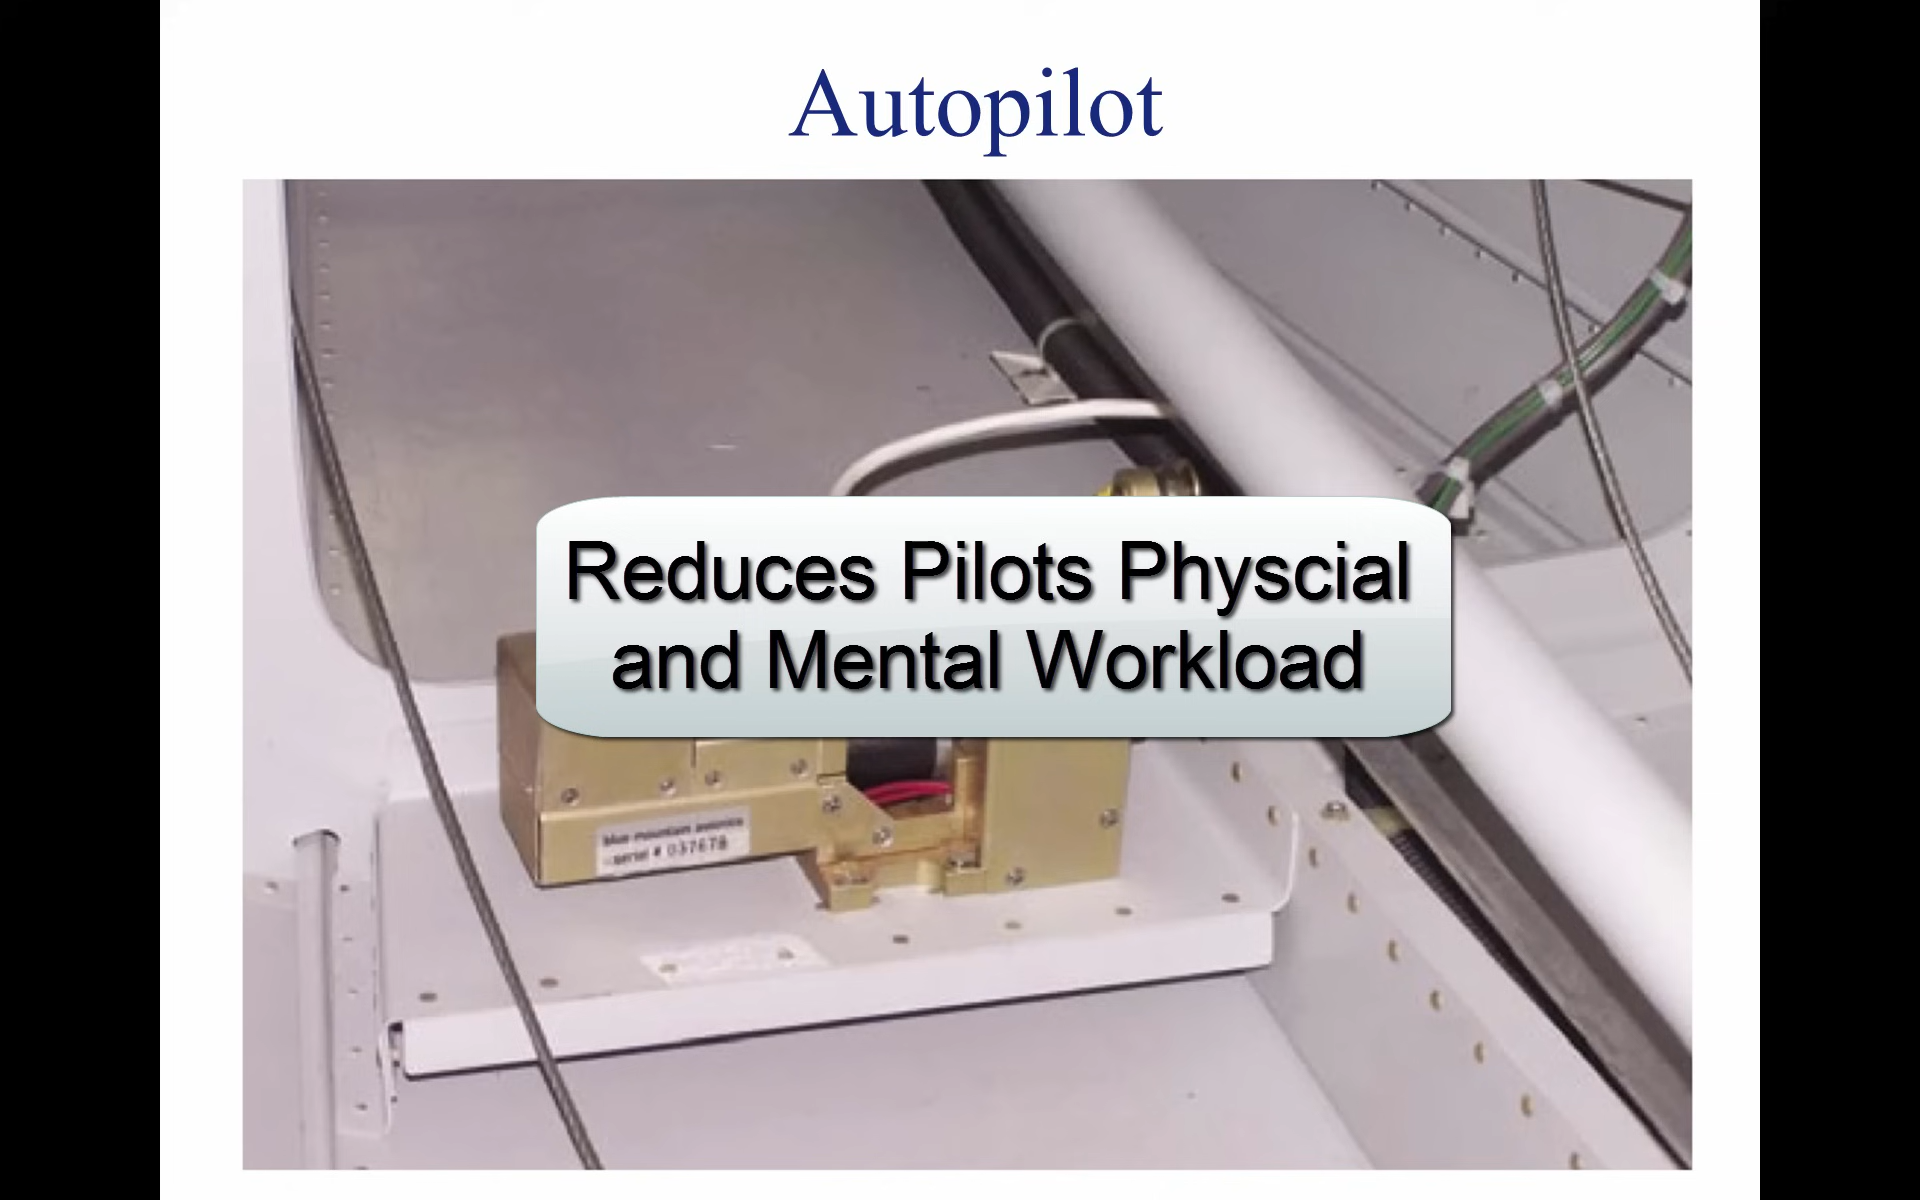 Autopilot
Reduces Pilots Physcial
and Mental Workload
blue mountain avionics
serial # 037678